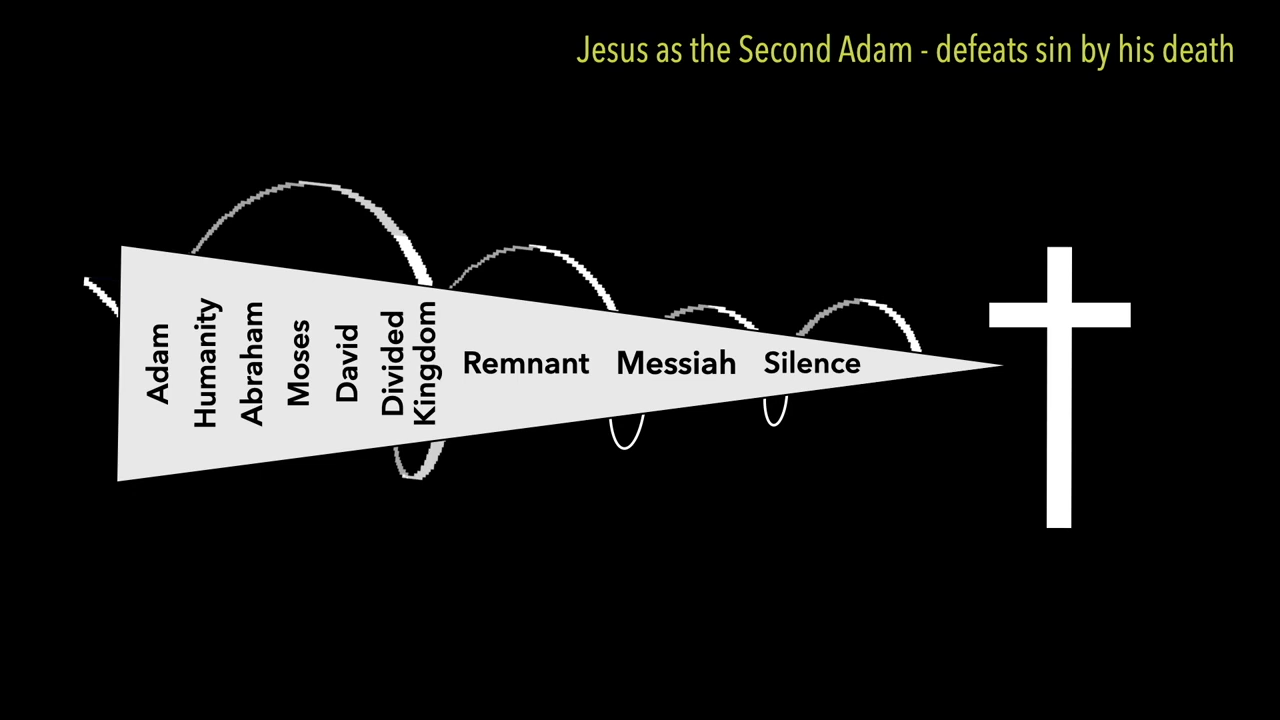 Jesus as the Second Adam - defeats sin by his death
Adam
Humanity
Abraham
Moses
David
Divided
Kingdom
Remnant
Messiah
Silence